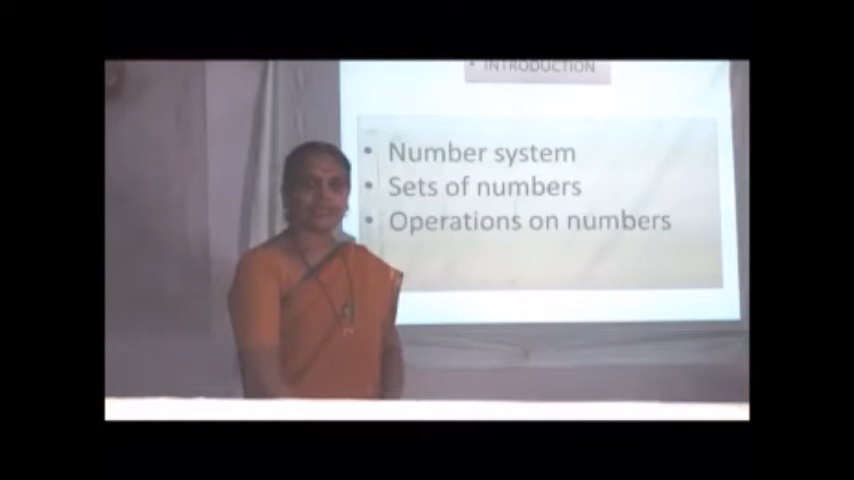 • INTRODUCTION
• Number system
• Sets of numbers
• Operations on numbers